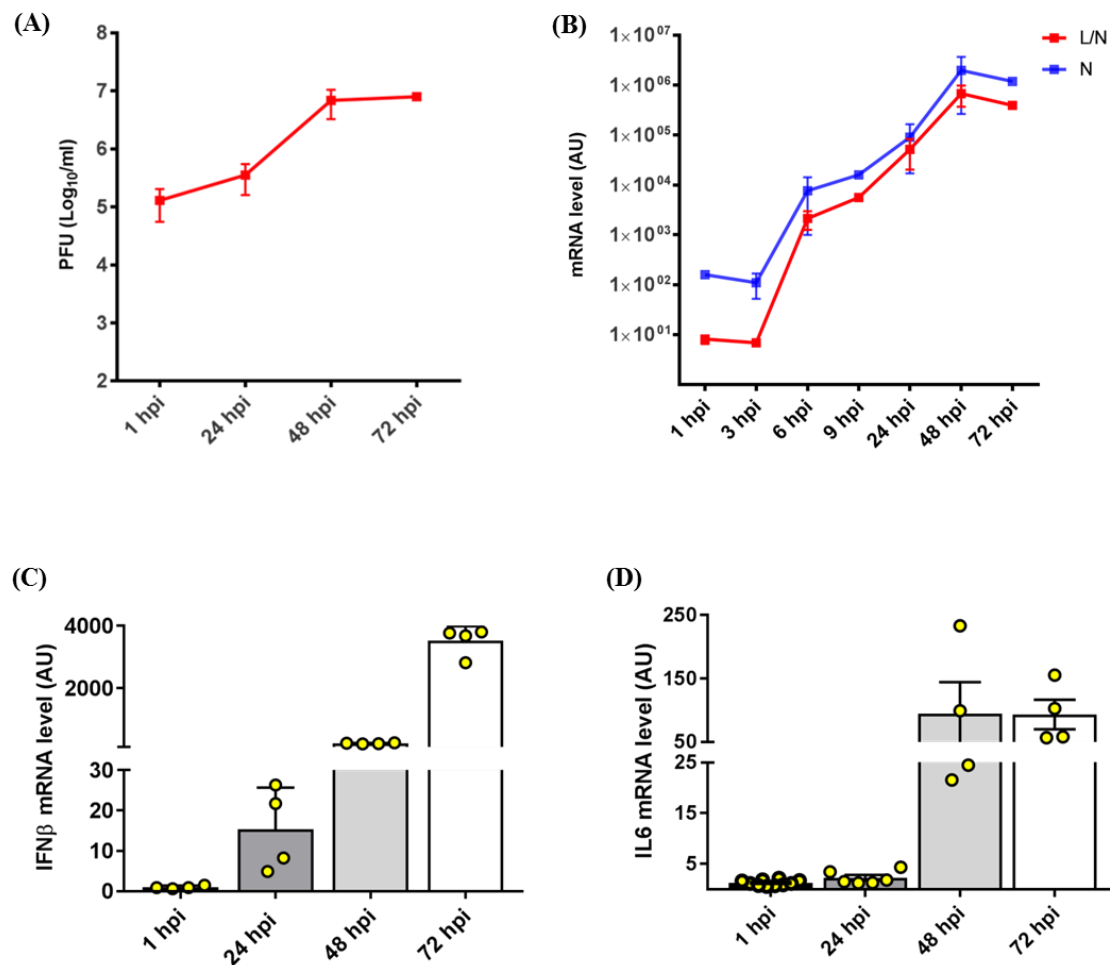 (A)
PFU (Log10/ml)
8
7
6
5
4
3
2
1 hpi
24 hpi
48 hpi
72 hpi
(B)
mRNA level (AU)
1×10^07
1×10^06
1×10^05
1×10^04
1×10^03
1×10^02
1×10^01
1 hpi
3 hpi
6 hpi
9 hpi
24 hpi
48 hpi
72 hpi
L/N
N
(C)
IFNβ mRNA level (AU)
4000
2000
30
20
10
0
1 hpi
24 hpi
48 hpi
72 hpi
(D)
IL6 mRNA level (AU)
250
150
50
25
15
5
1 hpi
24 hpi
48 hpi
72 hpi